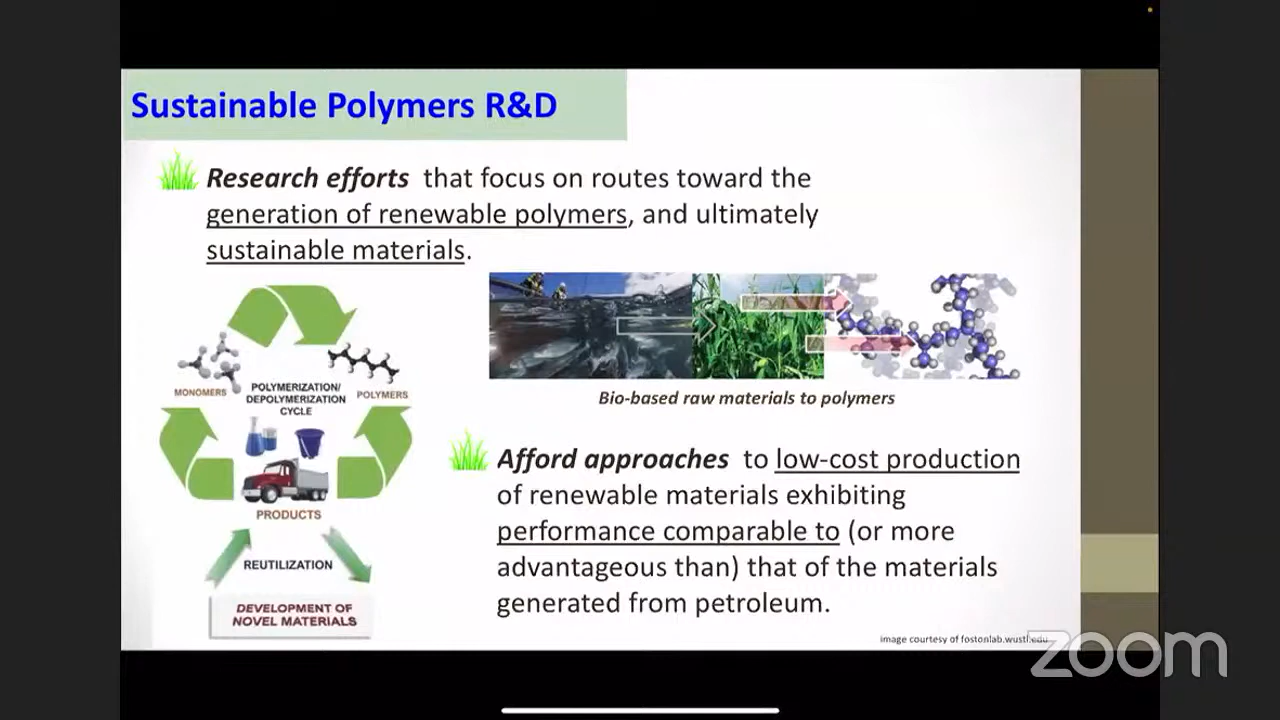 Sustainable Polymers R&D
Research efforts that focus on routes toward the
generation of renewable polymers, and ultimately
sustainable materials.
MONOMERS
POLYMERIZATION/
DEPOLYMERIZATION
CYCLE
POLYMERS
PRODUCTS
REUTILIZATION
DEVELOPMENT OF
NOVEL MATERIALS
Bio-based raw materials to polymers
Afford approaches to low-cost production
of renewable materials exhibiting
performance comparable to (or more
advantageous than) that of the materials
generated from petroleum.
image courtesy of fostonlab.wustl.edu
zoom